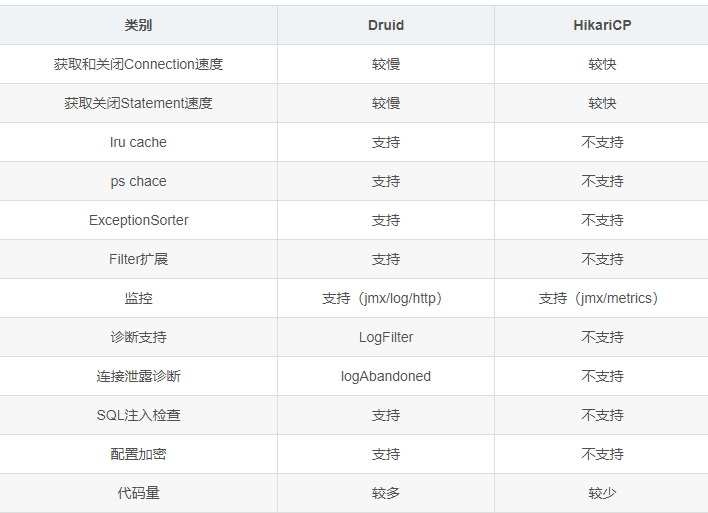 类别 Druid HikariCP
获取和关闭Connection速度 较慢 较快
获取关闭Statement速度 较慢 较快
lru cache 支持 不支持
ps chace 支持 不支持
ExceptionSorter 支持 不支持
Filter扩展 支持 不支持
监控 支持（jmx/log/http） 支持（jmx/metrics）
诊断支持 LogFilter 不支持
连接泄露诊断 logAbandoned 不支持
SQL注入检查 支持 不支持
配置加密 支持 不支持
代码量 较多 较少